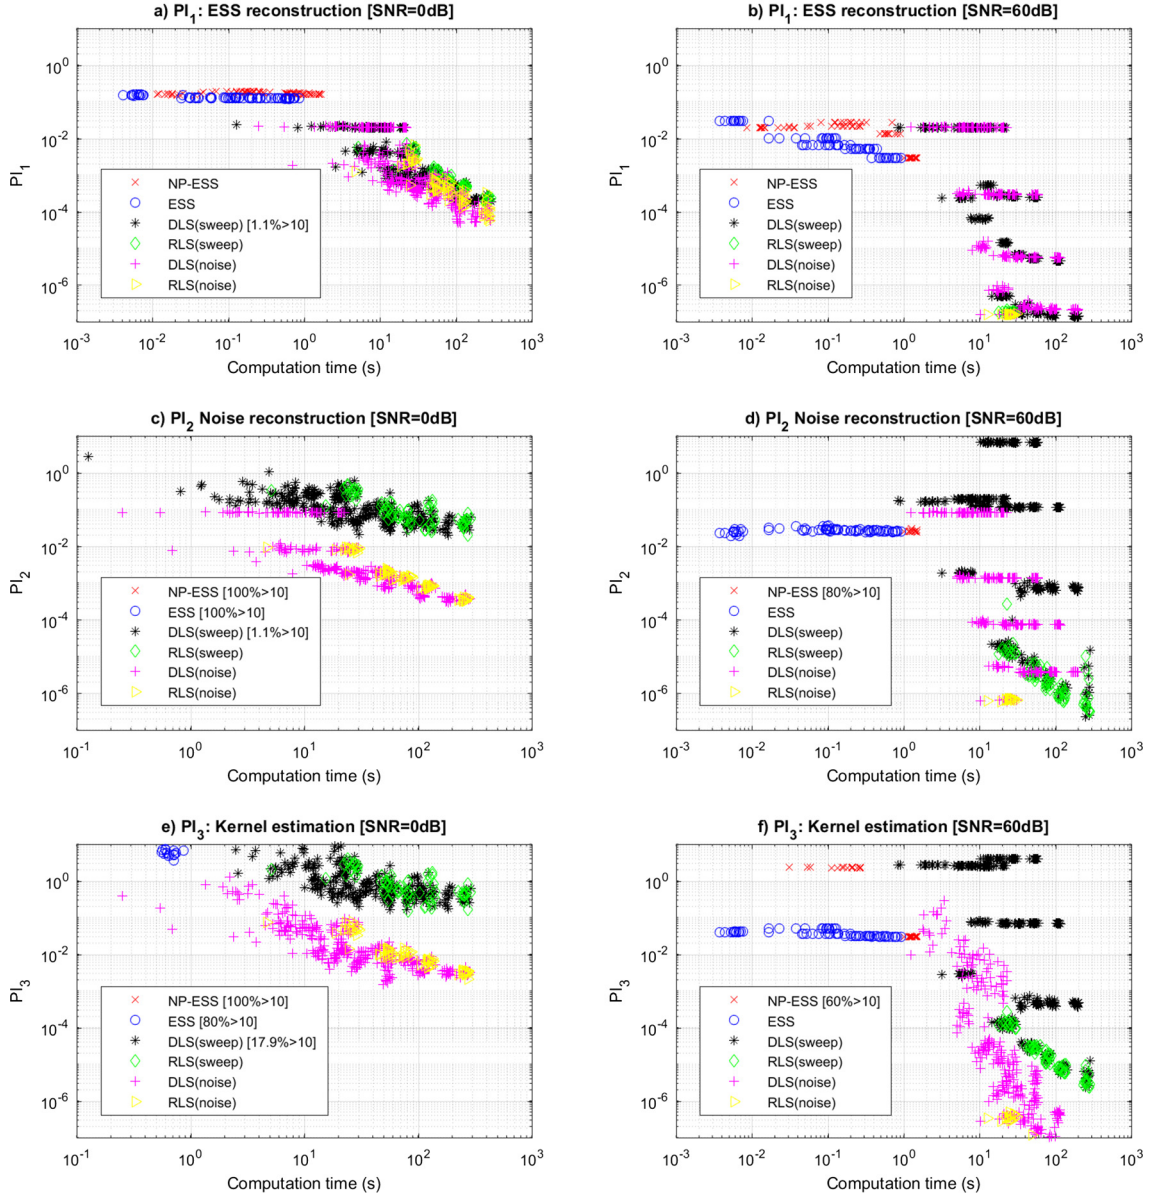 a) PI1: ESS reconstruction [SNR=0dB]
10^0
10^-2
10^-4
10^-6
PI1
NP-ESS
ESS
DLS(sweep) [1.1%>10]
RLS(sweep)
DLS(noise)
RLS(noise)
10^-3 10^-2 10^-1 10^0 10^1 10^2 10^3
Computation time (s)
b) PI1: ESS reconstruction [SNR=60dB]
10^0
10^-2
10^-4
10^-6
PI1
NP-ESS
ESS
DLS(sweep)
RLS(sweep)
DLS(noise)
RLS(noise)
10^-3 10^-2 10^-1 10^0 10^1 10^2 10^3
Computation time (s)
c) PI2 Noise reconstruction [SNR=0dB]
10^0
10^-2
10^-4
10^-6
PI2
NP-ESS [100%>10]
ESS [100%>10]
DLS(sweep) [1.1%>10]
RLS(sweep)
DLS(noise)
RLS(noise)
10^-1 10^0 10^1 10^2 10^3
Computation time (s)
d) PI2 Noise reconstruction [SNR=60dB]
10^0
10^-2
10^-4
10^-6
PI2
NP-ESS [80%>10]
ESS
DLS(sweep)
RLS(sweep)
DLS(noise)
RLS(noise)
10^-3 10^-2 10^-1 10^0 10^1 10^2 10^3
Computation time (s)
e) PI3: Kernel estimation [SNR=0dB]
10^0
10^-2
10^-4
10^-6
PI3
NP-ESS [100%>10]
ESS [80%>10]
DLS(sweep) [17.9%>10]
RLS(sweep)
DLS(noise)
RLS(noise)
10^-1 10^0 10^1 10^2 10^3
Computation time (s)
f) PI3: Kernel estimation [SNR=60dB]
10^0
10^-2
10^-4
10^-6
PI3
NP-ESS [60%>10]
ESS
DLS(sweep)
RLS(sweep)
DLS(noise)
RLS(noise)
10^-3 10^-2 10^-1 10^0 10^1 10^2 10^3
Computation time (s)